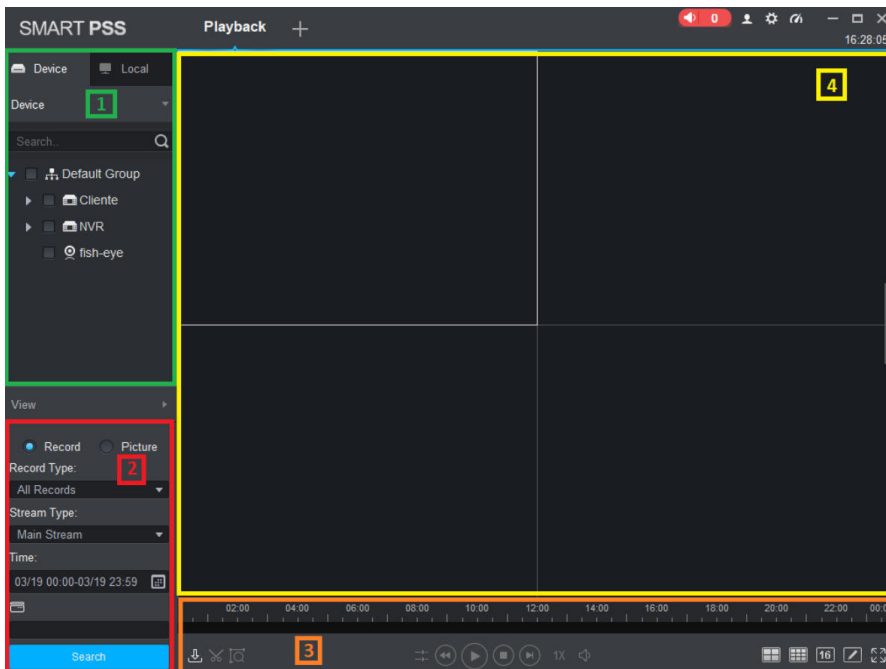 SMART PSS
Playback
0
16:28:05
Device
Local
Device
1
Search..
Default Group
Cliente
NVR
fish-eye
View
Record
Picture
Record Type:
2
All Records
Stream Type:
Main Stream
Time:
03/19 00:00-03/19 23:59
Search
4
02:00 04:00 06:00 08:00 10:00 12:00 14:00 16:00 18:00 20:00 22:00 00:0
3
1X
16